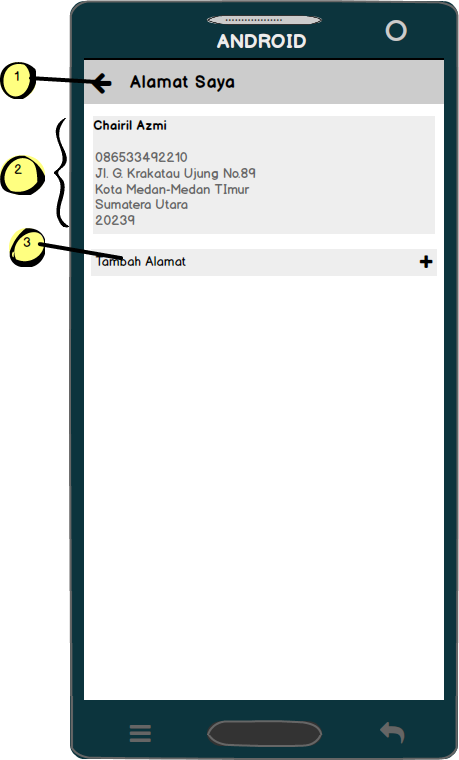 ANDROID
1
Alamat Saya
2
Chairil Azmi
086533492210
Jl. G. Krakatau Ujung No.89
Kota Medan-Medan TImur
Sumatera Utara
20239
3
Tambah Alamat